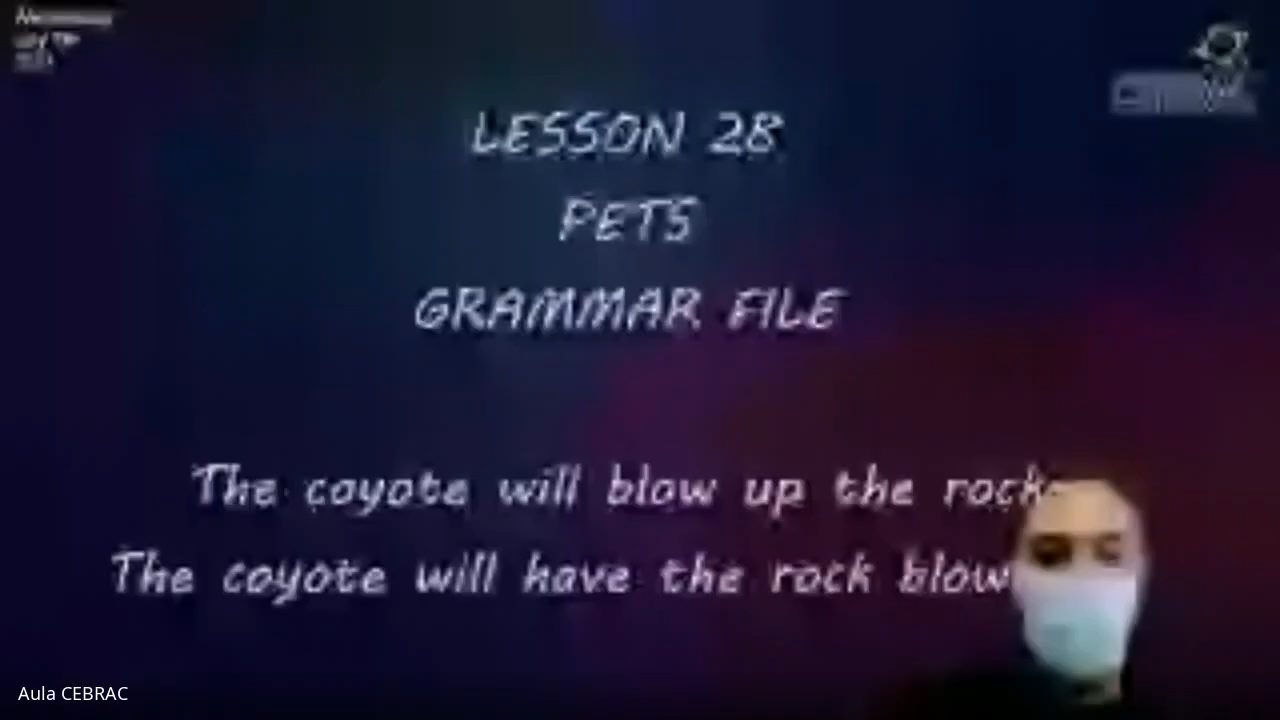 LESSON 28
PETS
GRAMMAR FILE
The coyote will blow up the rock
The coyote will have the rock blow
Aula CEBRAC